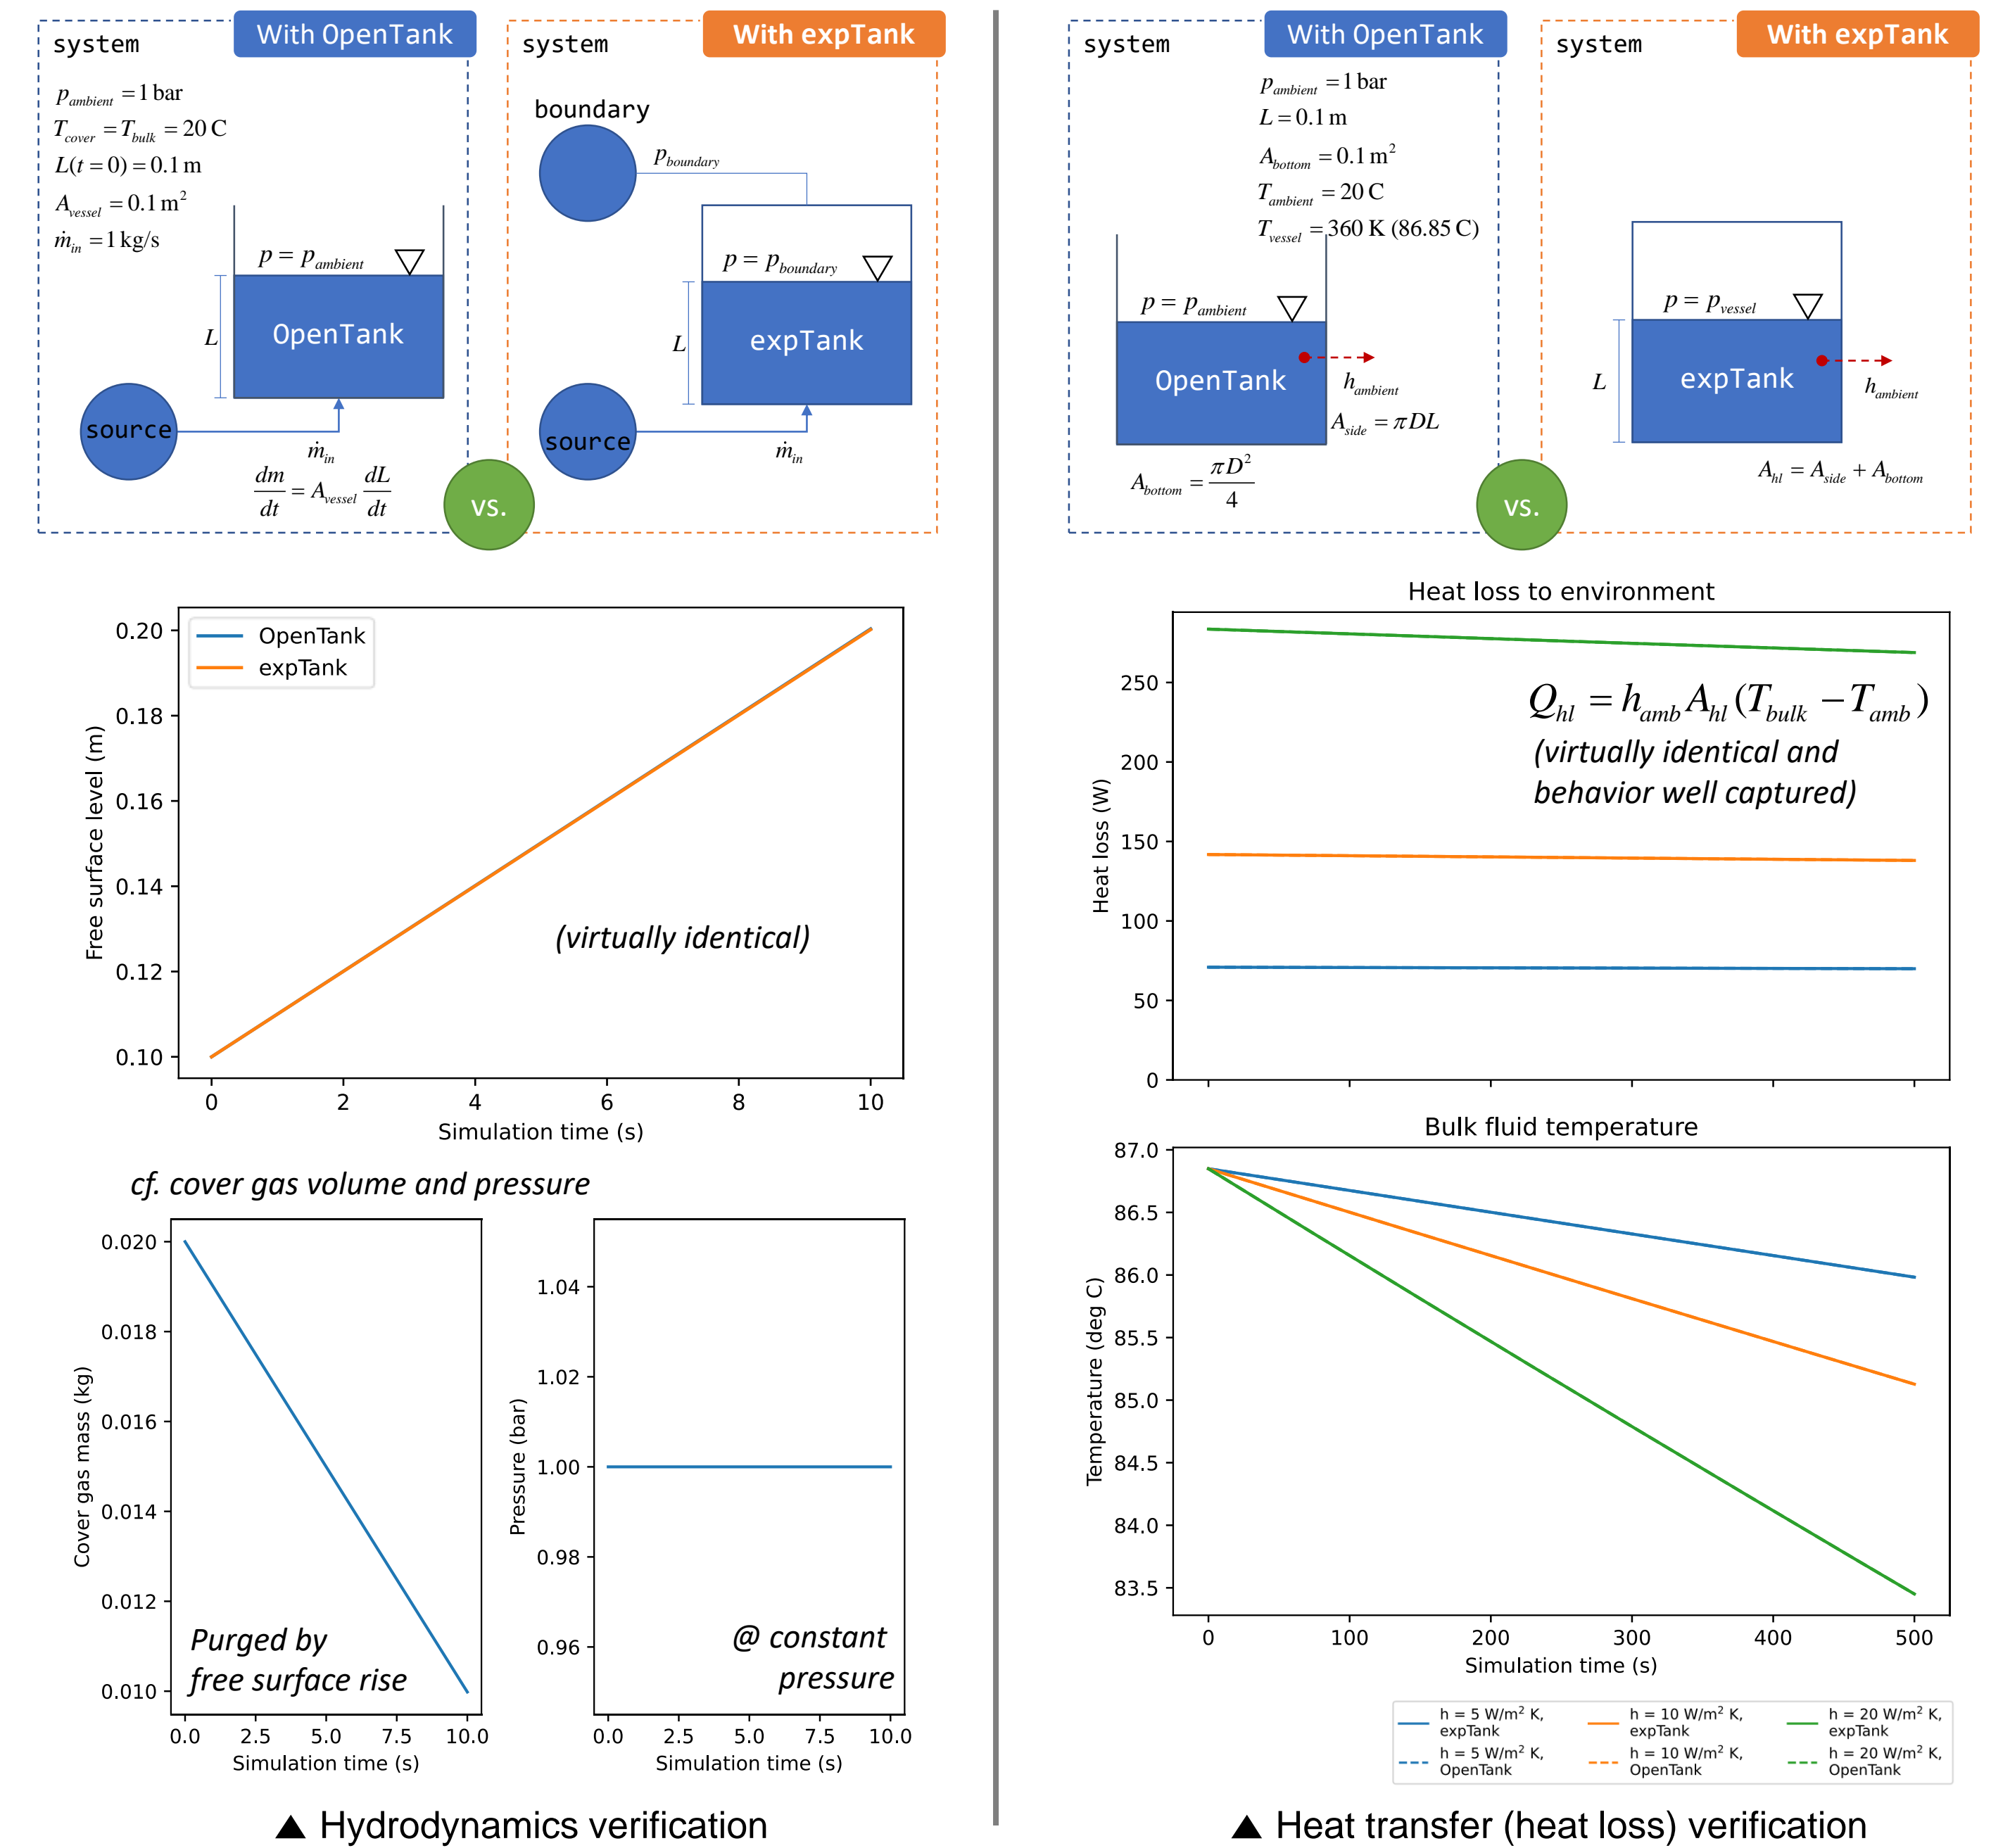 system
With OpenTank
p_ambient = 1 bar
T_cover = T_bulk = 20 C
L(t = 0) = 0.1 m
A_vessel = 0.1 m²
ṁ_in = 1 kg/s
p = p_ambient
L
OpenTank
source
ṁ_in
dm/dt = A_vessel dL/dt
vs.
system
With expTank
boundary
p_boundary
p = p_boundary
L
expTank
source
ṁ_in
0.20
0.18
0.16
0.14
0.12
0.10
Free surface level (m)
OpenTank
expTank
(virtually identical)
0 2 4 6 8 10
Simulation time (s)
cf. cover gas volume and pressure
0.020
0.018
0.016
0.014
0.012
0.010
Cover gas mass (kg)
Purged by
free surface rise
0.0 2.5 5.0 7.5 10.0
Simulation time (s)
1.04
1.02
1.00
0.98
0.96
Pressure (bar)
@ constant
pressure
0.0 2.5 5.0 7.5 10.0
Simulation time (s)
▲ Hydrodynamics verification
system
With OpenTank
p_ambient = 1 bar
L = 0.1 m
A_bottom = 0.1 m²
T_ambient = 20 C
T_vessel = 360 K (86.85 C)
p = p_ambient
OpenTank
h_ambient
A_side = πDL
A_bottom = πD²/4
vs.
system
With expTank
p = p_vessel
L
expTank
h_ambient
A_hl = A_side + A_bottom
Heat loss to environment
250
200
150
100
50
0
Heat loss (W)
Q_hl = h_amb A_hl (T_bulk − T_amb)
(virtually identical and
behavior well captured)
Bulk fluid temperature
87.0
86.5
86.0
85.5
85.0
84.5
84.0
83.5
Temperature (deg C)
0 100 200 300 400 500
Simulation time (s)
h = 5 W/m² K,
expTank
h = 5 W/m² K,
OpenTank
h = 10 W/m² K,
expTank
h = 10 W/m² K,
OpenTank
h = 20 W/m² K,
expTank
h = 20 W/m² K,
OpenTank
▲ Heat transfer (heat loss) verification